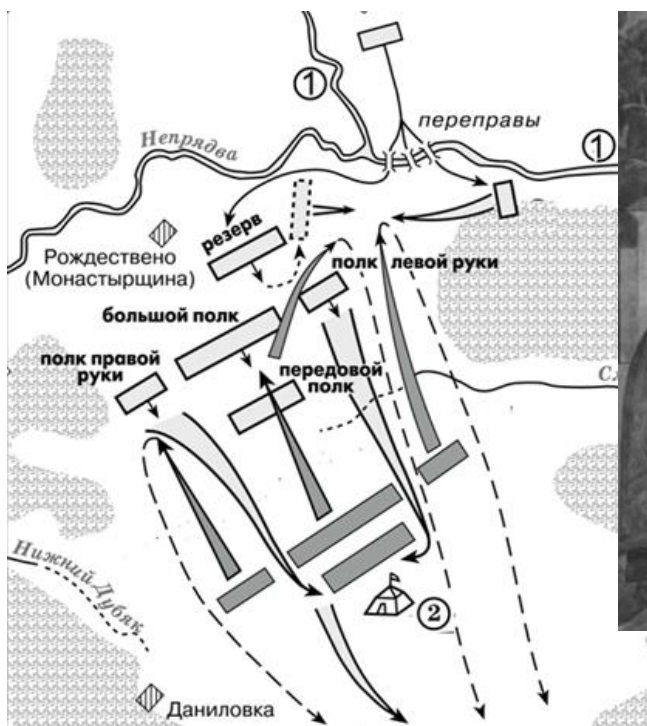 1
переправы
1
Непрядва
резерв
Рождествено
(Монастырщина)
полк левой руки
большой полк
полк правой
руки
передовой
полк
Нижний Дубяк
2
Даниловка